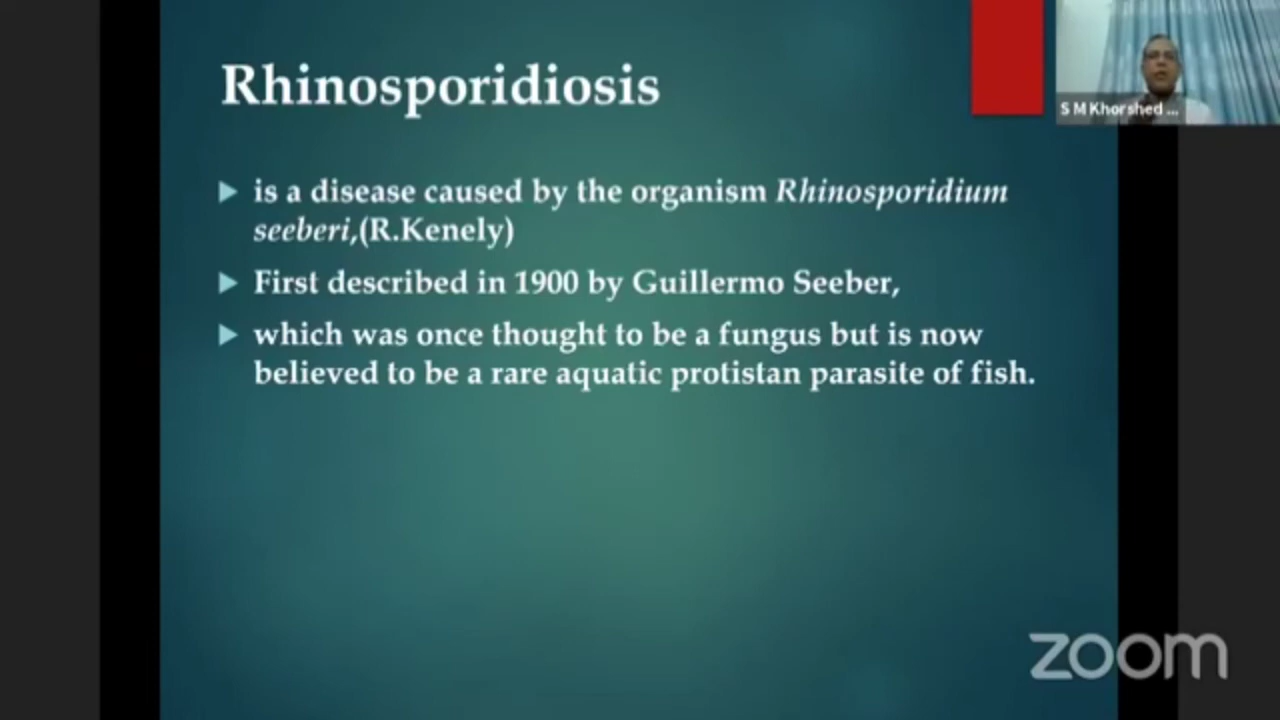 Rhinosporidiosis
is a disease caused by the organism Rhinosporidium
seeberi,(R.Kenely)
First described in 1900 by Guillermo Seeber,
which was once thought to be a fungus but is now
believed to be a rare aquatic protistan parasite of fish.
S M Khorshed ...
zoom